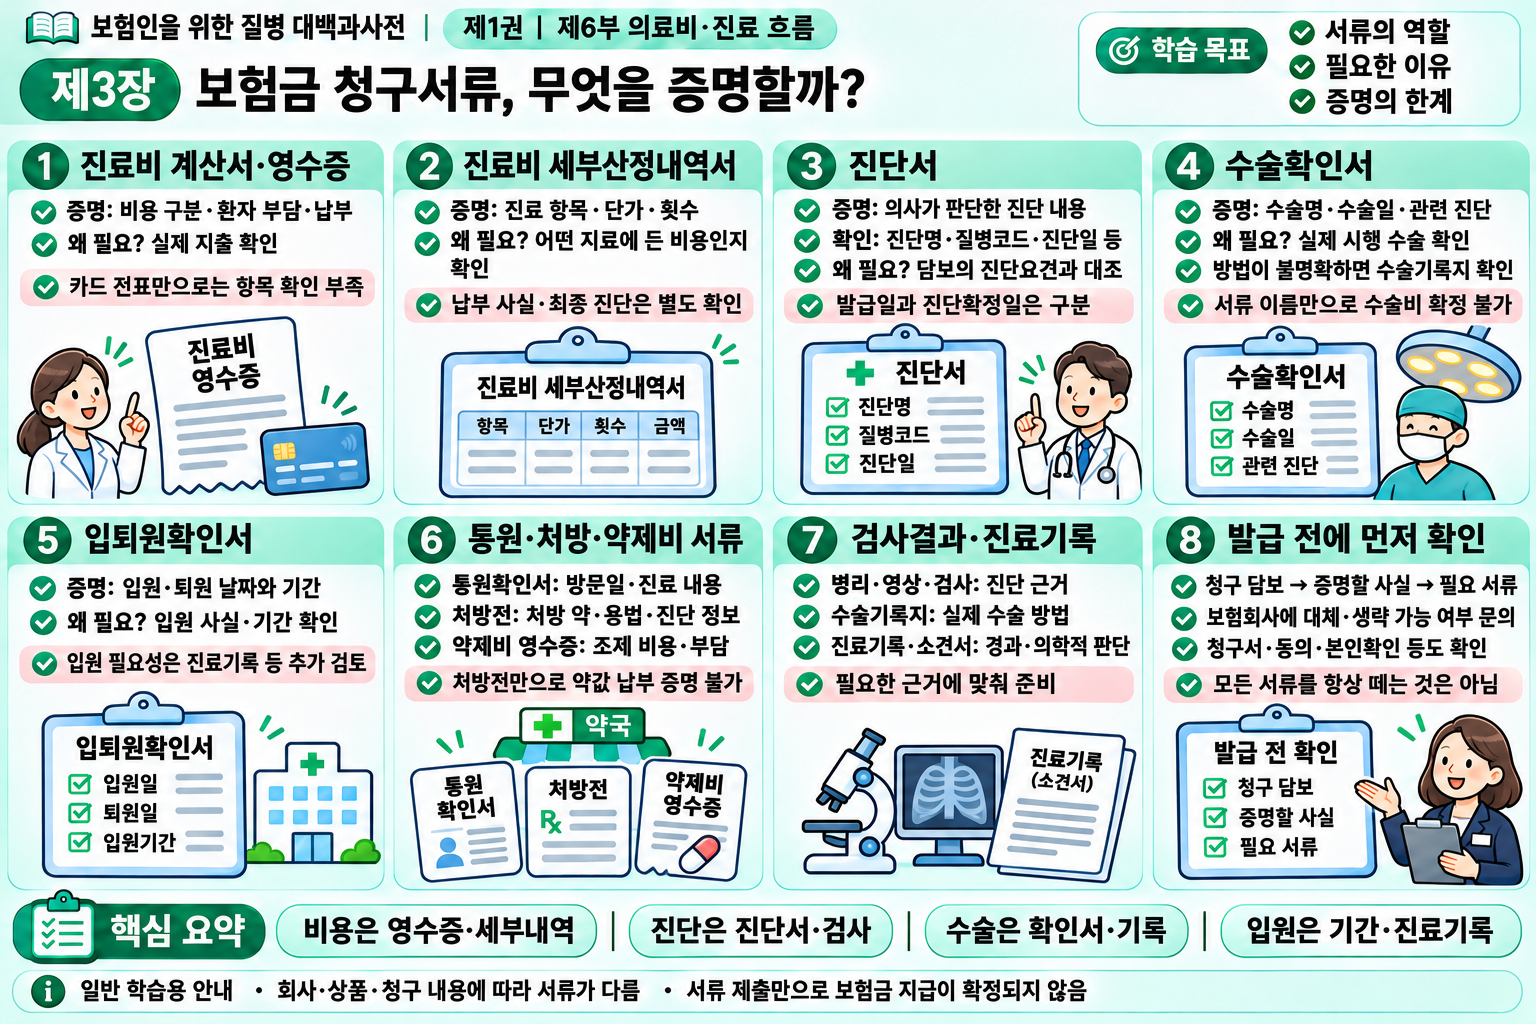 보험인을 위한 질병 대백과사전 | 제1권 | 제6부 의료비·진료 흐름
제3장 보험금 청구서류, 무엇을 증명할까?
학습 목표
서류의 역할
필요한 이유
증명의 한계
1 진료비 계산서·영수증
증명: 비용 구분·환자 부담·납부
왜 필요? 실제 지출 확인
카드 전표만으로는 항목 확인 부족
진료비
영수증
2 진료비 세부산정내역서
증명: 진료 항목·단가·횟수
왜 필요? 어떤 지료에 든 비용인지
확인
납부 사실·최종 진단은 별도 확인
진료비 세부산정내역서
항목 단가 횟수 금액
3 진단서
증명: 의사가 판단한 진단 내용
확인: 진단명·질병코드·진단일 등
왜 필요? 담보의 진단요건과 대조
발급일과 진단확정일은 구분
진단서
진단명
질병코드
진단일
4 수술확인서
증명: 수술명·수술일·관련 진단
왜 필요? 실제 시행 수술 확인
방법이 불명확하면 수술기록지 확인
서류 이름만으로 수술비 확정 불가
수술확인서
수술명
수술일
관련 진단
5 입퇴원확인서
증명: 입원·퇴원 날짜와 기간
왜 필요? 입원 사실·기간 확인
입원 필요성은 진료기록 등 추가 검토
입퇴원확인서
입원일
퇴원일
입원기간
6 통원·처방·약제비 서류
통원확인서: 방문일·진료 내용
처방전: 처방 약·용법·진단 정보
약제비 영수증: 조제 비용·부담
처방전만으로 약값 납부 증명 불가
약국
통원
확인서
처방전
Rx
약제비
영수증
7 검사결과·진료기록
병리·영상·검사: 진단 근거
수술기록지: 실제 수술 방법
진료기록·소견서: 경과·의학적 판단
필요한 근거에 맞춰 준비
진료기록
(소견서)
8 발급 전에 먼저 확인
청구 담보 → 증명할 사실 → 필요 서류
보험회사에 대체·생략 가능 여부 문의
청구서·동의·본인확인 등도 확인
모든 서류를 항상 떼는 것은 아님
발급 전 확인
청구 담보
증명할 사실
필요 서류
핵심 요약
비용은 영수증·세부내역 | 진단은 진단서·검사 | 수술은 확인서·기록 | 입원은 기간·진료기록
i 일반 학습용 안내 • 회사·상품·청구 내용에 따라 서류가 다름 • 서류 제출만으로 보험금 지급이 확정되지 않음